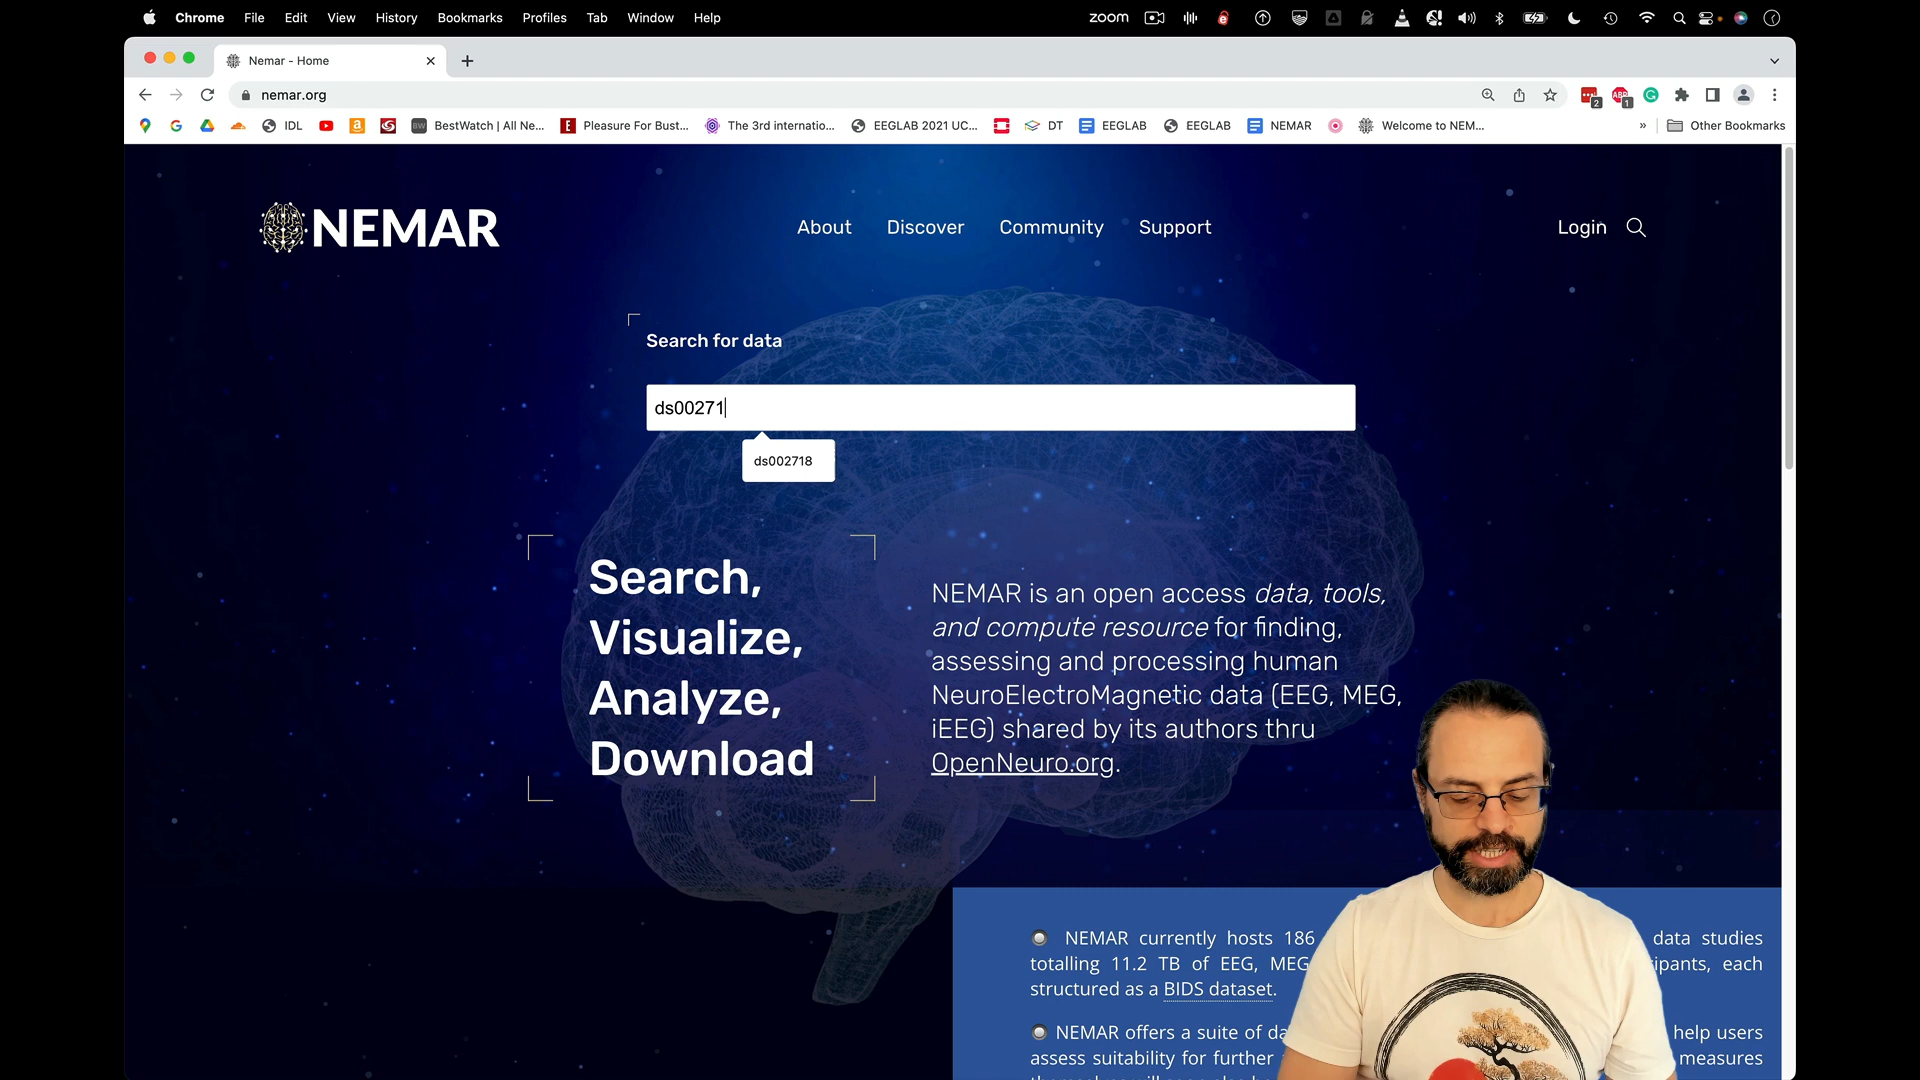 Chrome File Edit View History Bookmarks Profiles Tab Window Help zoom
Nemar - Home
nemar.org
2 ABP 1
IDL BestWatch | All Ne... Pleasure For Bust... The 3rd internatio... EEGLAB 2021 UC... DT EEGLAB EEGLAB NEMAR Welcome to NEM... » Other Bookmarks
NEMAR About Discover Community Support Login
Search for data
ds00271
ds002718
Search,
Visualize,
Analyze,
Download
NEMAR is an open access data, tools,
and compute resource for finding,
assessing and processing human
NeuroElectroMagnetic data (EEG, MEG,
iEEG) shared by its authors thru
OpenNeuro.org.
NEMAR currently hosts 186 data studies
totalling 11.2 TB of EEG, MEG ipants, each
structured as a BIDS dataset.
NEMAR offers a suite of da help users
assess suitability for further measures